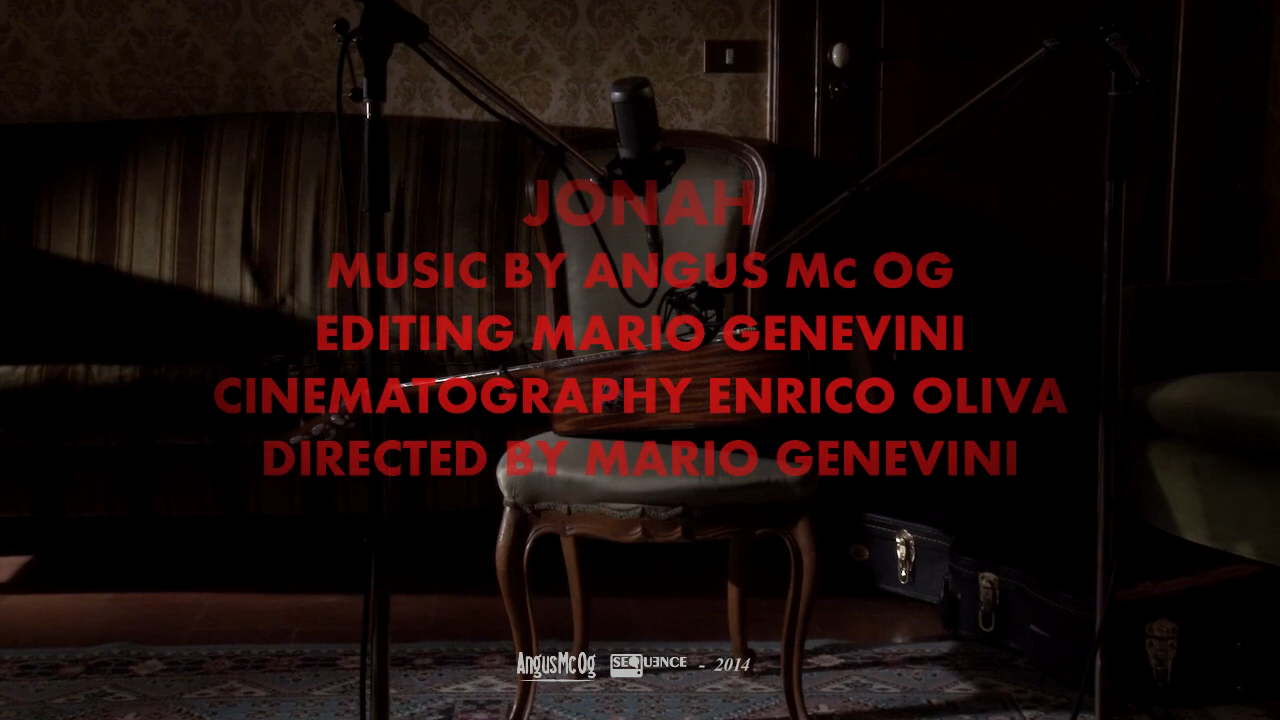 JONAH
MUSIC BY ANGUS Mc OG
EDITING MARIO GENEVINI
CINEMATOGRAPHY ENRICO OLIVA
DIRECTED BY MARIO GENEVINI
AngusMcOg SEQUENCE - 2014